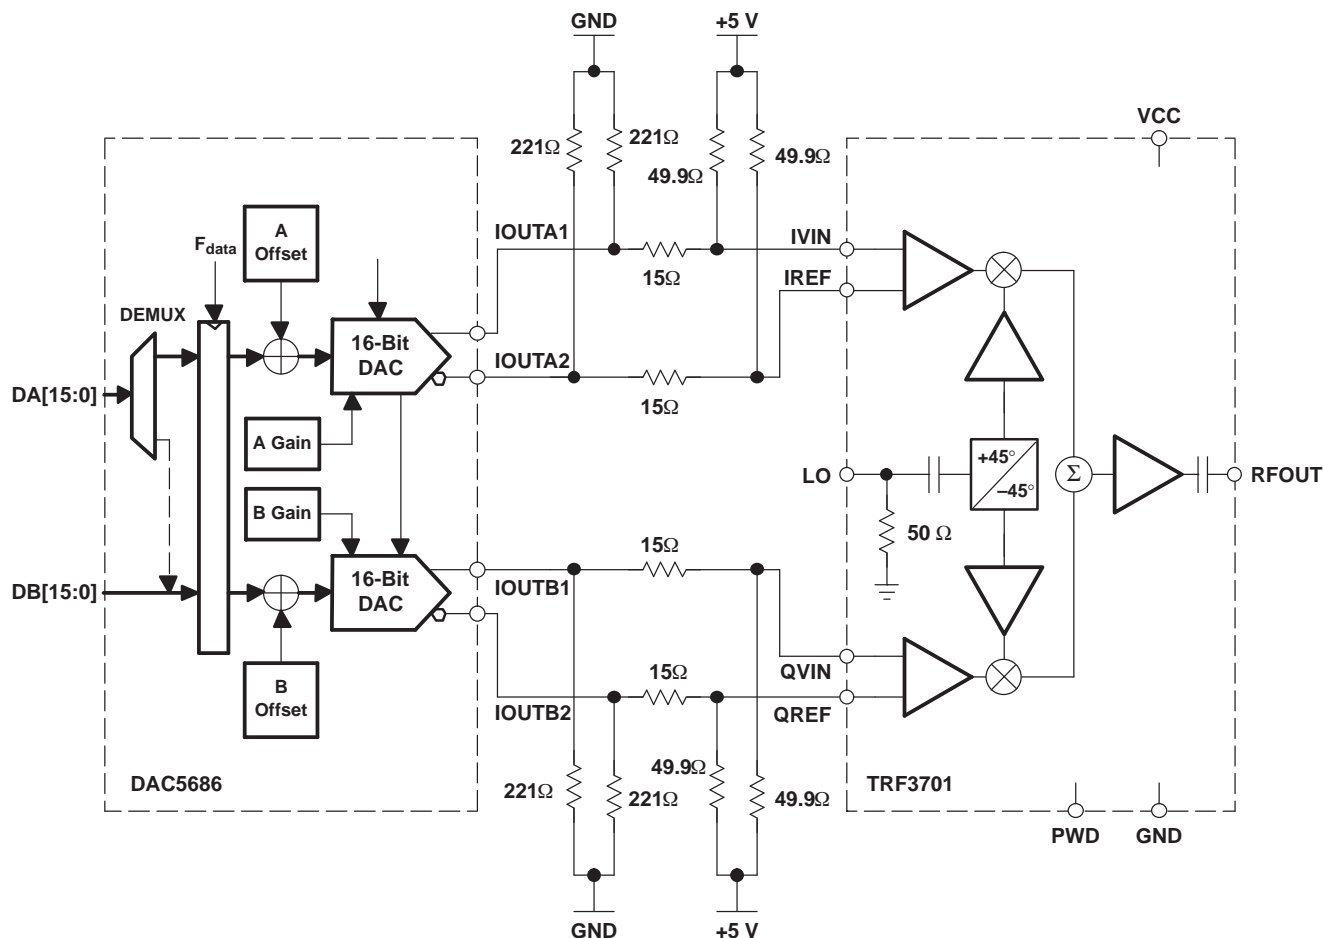 GND
+5 V
VCC
221Ω
221Ω
49.9Ω
49.9Ω
A
Offset
Fdata
IOUTA1
IVIN
15Ω
IREF
DEMUX
16-Bit
DAC
IOUTA2
15Ω
DA[15:0]
A Gain
+45°
–45°
LO
Σ
RFOUT
B Gain
50 Ω
15Ω
DB[15:0]
16-Bit
DAC
IOUTB1
15Ω
QVIN
B
Offset
IOUTB2
QREF
DAC5686
49.9Ω
TRF3701
221Ω
221Ω
49.9Ω
PWD
GND
GND
+5 V